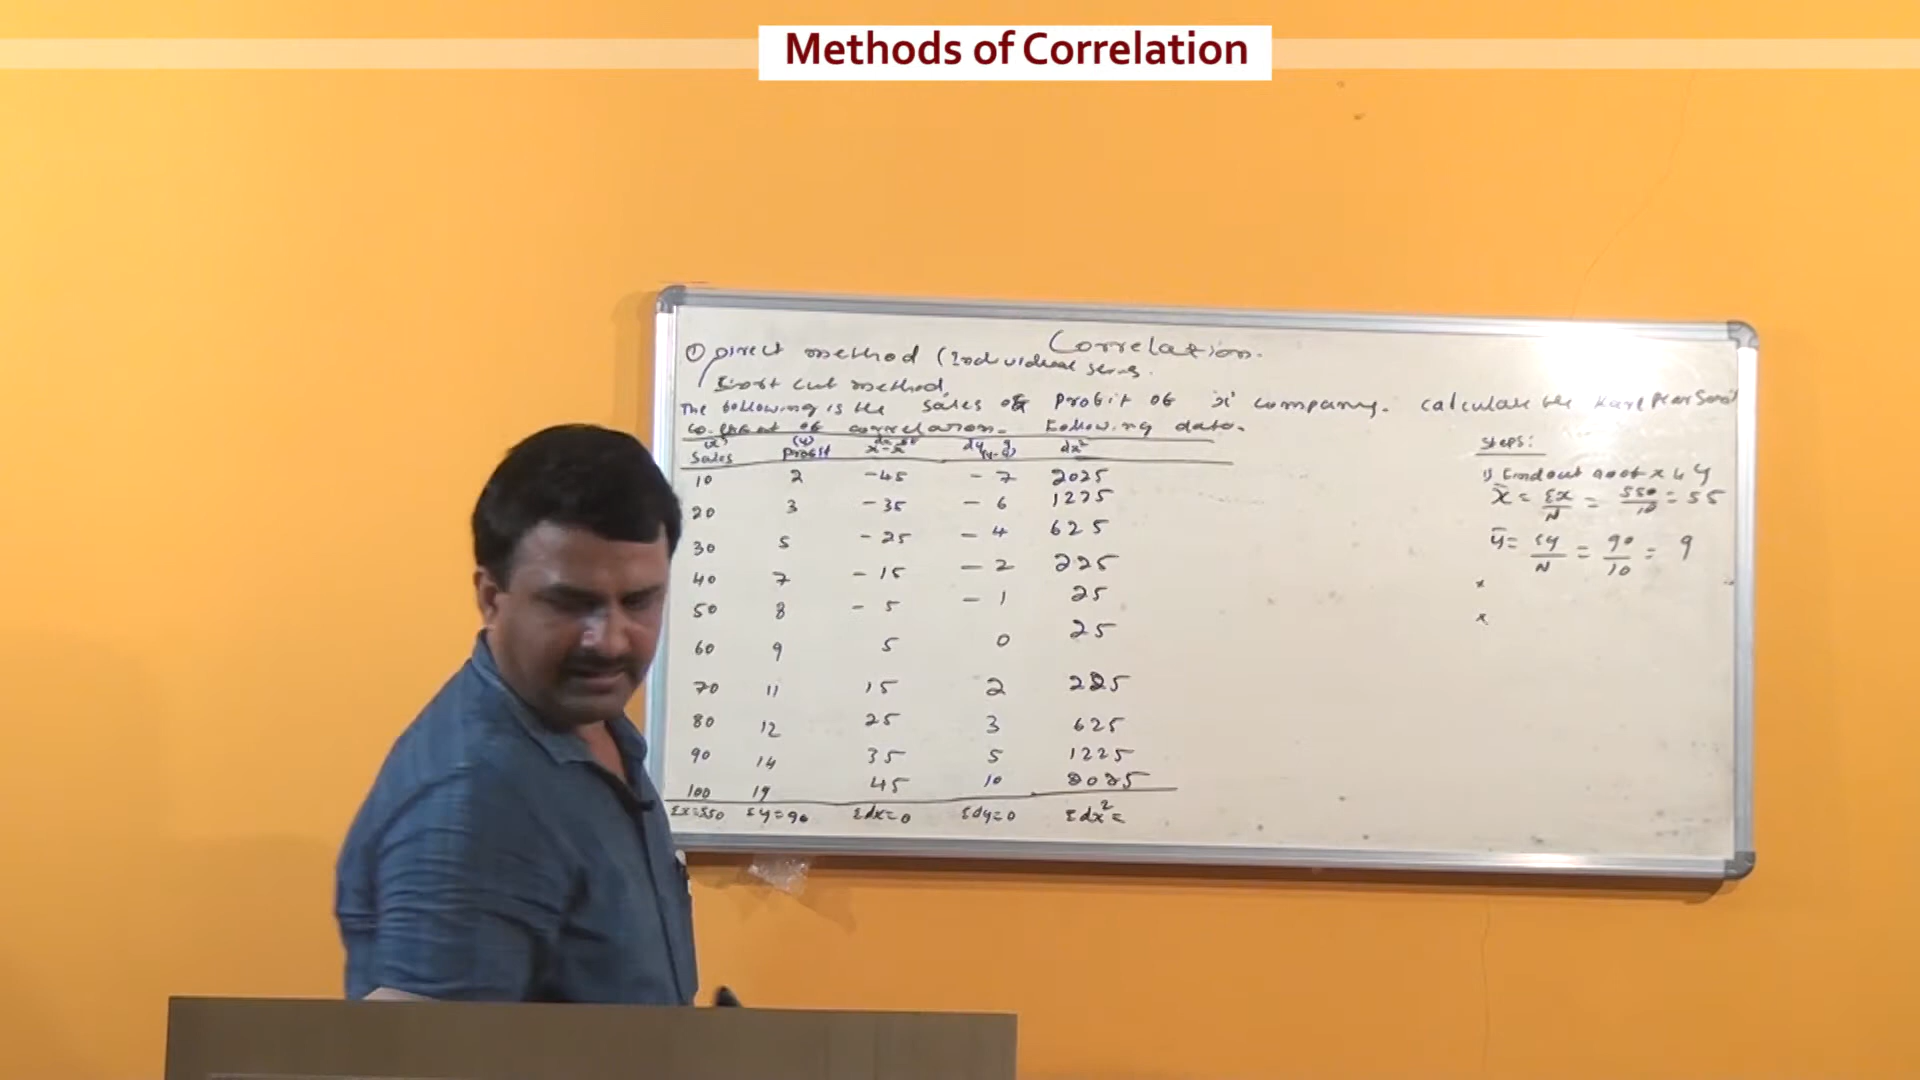 Methods of Correlation
Correlation.
① Direct method (Individual series.
Short cut method.
The following is the sales of profit of 'x' company. calculate the Karl Pearson's
co-efficient of correlation. Following data.
(x) (y) dx dy
Sales Profit x-x̄ (y-ȳ) dx²
10 2 -45 -7 2025
20 3 -35 -6 1225
30 5 -25 -4 625
40 7 -15 -2 225
50 8 -5 -1 25
60 9 5 0 25
70 11 15 2 225
80 12 25 3 625
90 14 35 5 1225
100 19 45 10 2025
Σx=550 Σy=90 Σdx=0 Σdy=0 Σdx²=
Steps:
1) Find out x & y
x̄ = Σx/N = 550/10 = 55
ȳ = Σy/N = 90/10 = 9
*
*